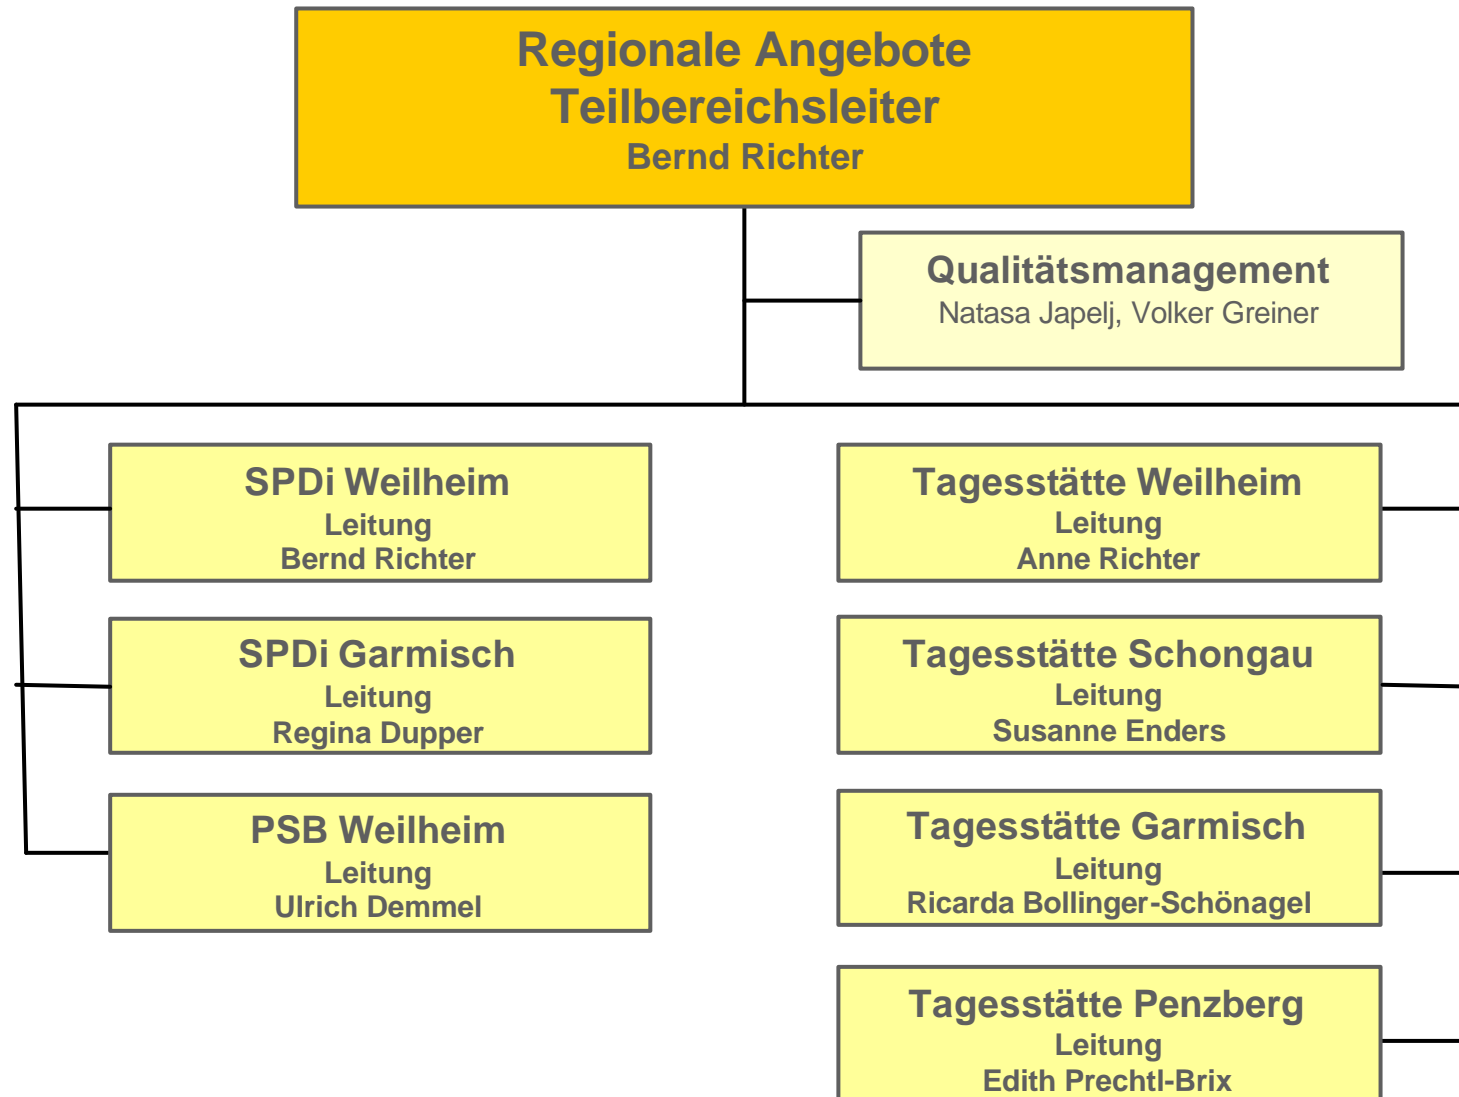 Regionale Angebote
Teilbereichsleiter
Bernd Richter
Qualitätsmanagement
Natasa Japelj, Volker Greiner
SPDi Weilheim
Leitung
Bernd Richter
SPDi Garmisch
Leitung
Regina Dupper
PSB Weilheim
Leitung
Ulrich Demmel
Tagesstätte Weilheim
Leitung
Anne Richter
Tagesstätte Schongau
Leitung
Susanne Enders
Tagesstätte Garmisch
Leitung
Ricarda Bollinger-Schönagel
Tagesstätte Penzberg
Leitung
Edith Prechtl-Brix